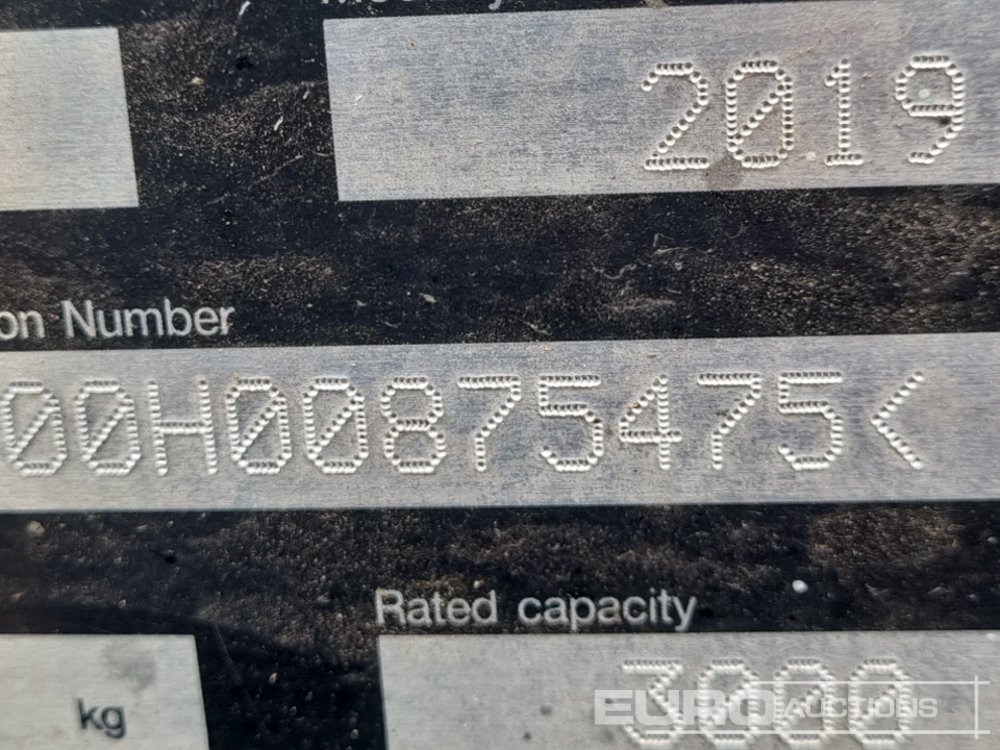 2019
on Number
00H00875475<
Rated capacity
kg 3000
EURO AUCTIONS